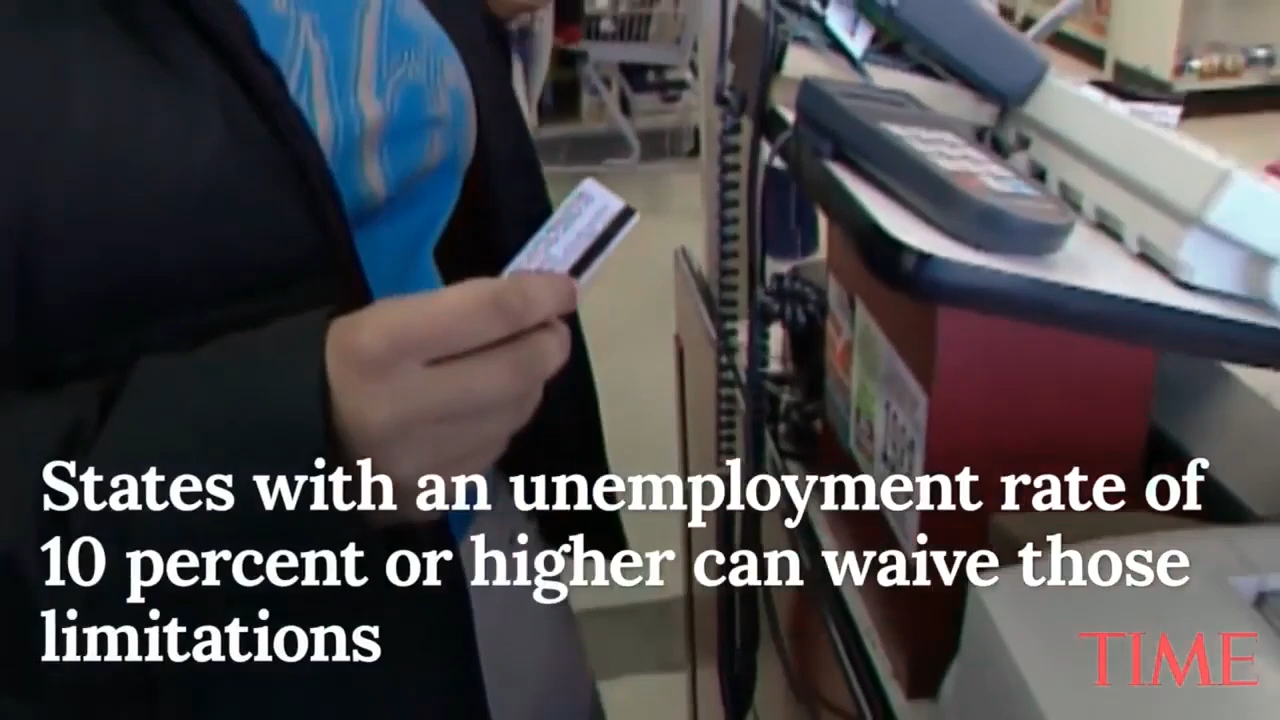 States with an unemployment rate of
10 percent or higher can waive those
limitations
TIME